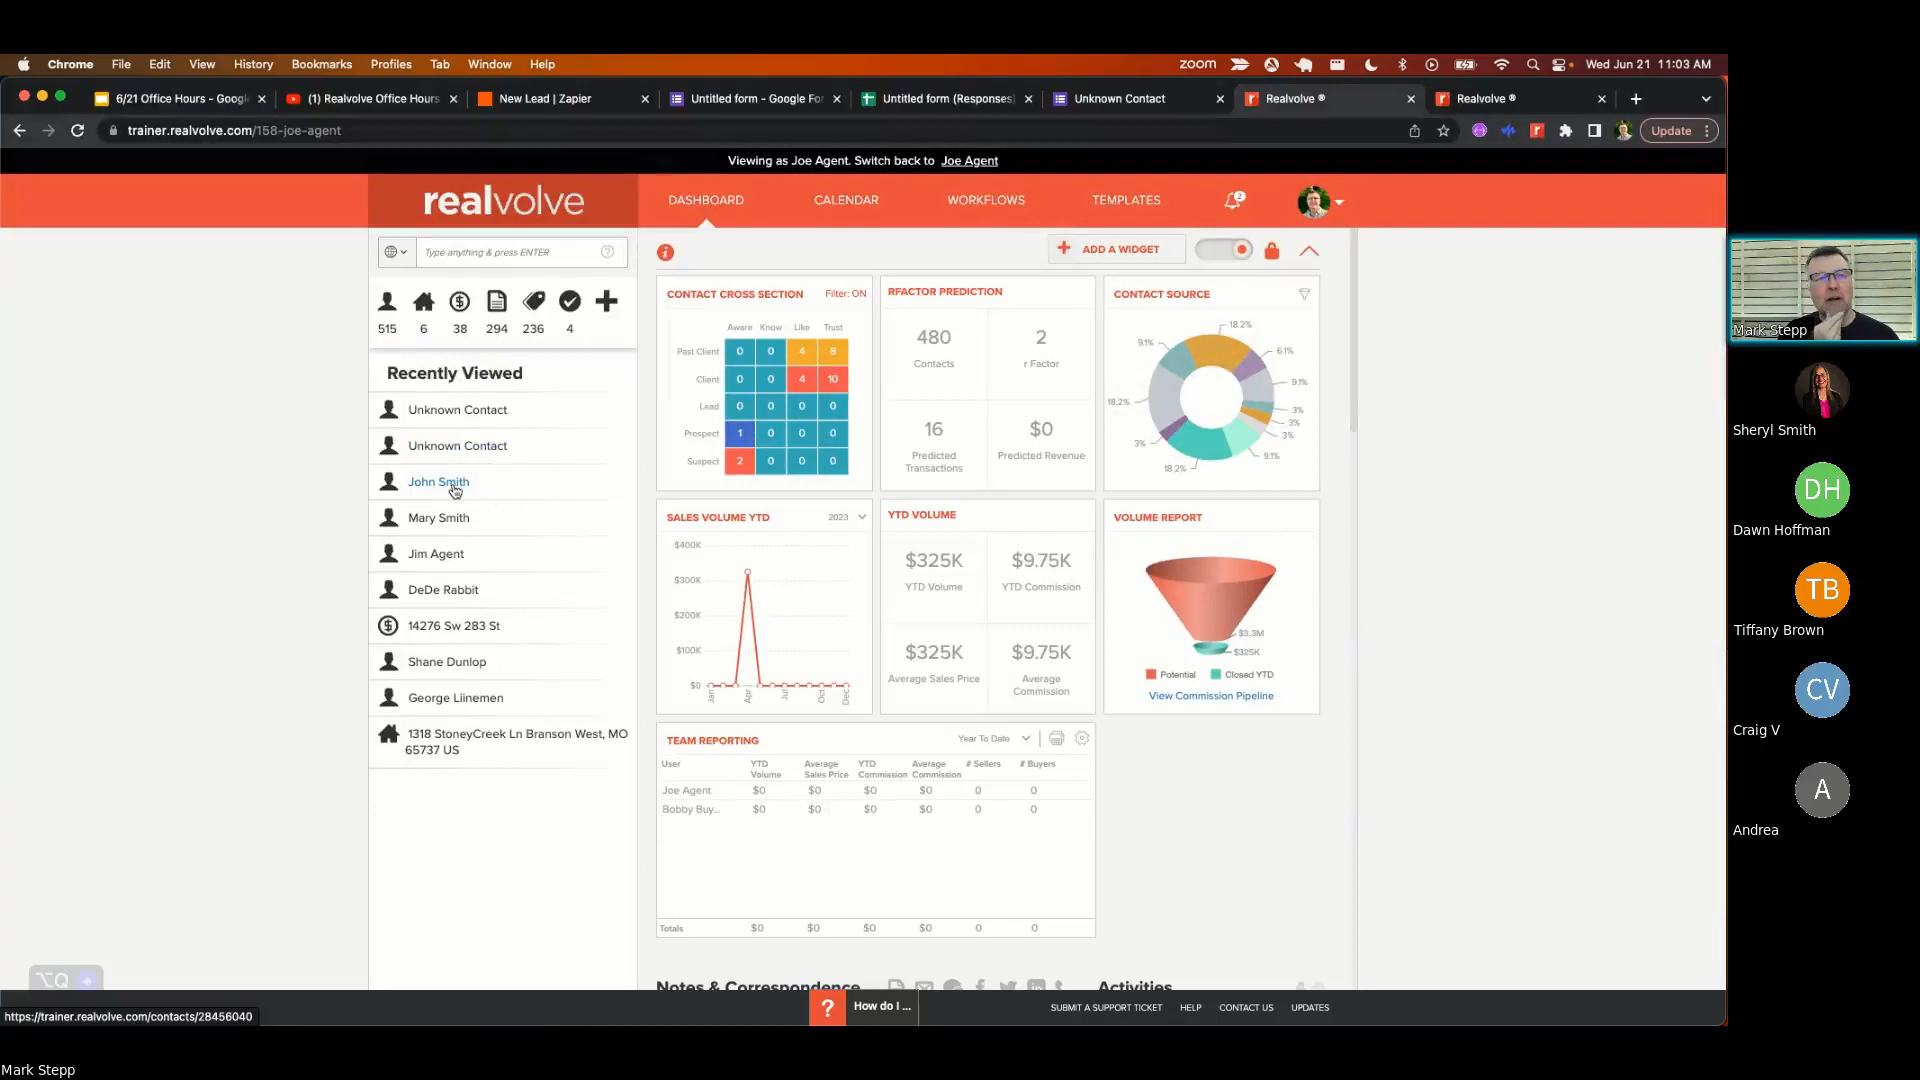 Chrome File Edit View History Bookmarks Profiles Tab Window Help
zoom
Wed Jun 21 11:03 AM
6/21 Office Hours - Googl
(1) Realvolve Office Hours
New Lead | Zapier
Untitled form - Google For
Untitled form (Responses)
Unknown Contact
Realvolve ®
Realvolve ®
trainer.realvolve.com/158-joe-agent
Update
Viewing as Joe Agent. Switch back to Joe Agent
realvolve
DASHBOARD
CALENDAR
WORKFLOWS
TEMPLATES
2
Type anything & press ENTER
515 6 38 294 236 4
Recently Viewed
Unknown Contact
Unknown Contact
John Smith
Mary Smith
Jim Agent
DeDe Rabbit
14276 Sw 283 St
Shane Dunlop
George Liinemen
1318 StoneyCreek Ln Branson West, MO
65737 US
ADD A WIDGET
CONTACT CROSS SECTION
Filter: ON
Aware Know Like Trust
Past Client 0 0 4 8
Client 0 0 4 10
Lead 0 0 0 0
Prospect 1 0 0 0
Suspect 2 0 0 0
RFACTOR PREDICTION
480
Contacts
2
r Factor
16
Predicted
Transactions
$0
Predicted Revenue
CONTACT SOURCE
18.2%
6.1%
9.1%
3%
3%
3%
9.1%
18.2%
3%
18.2%
9.1%
SALES VOLUME YTD
2023
$400K
$300K
$200K
$100K
$0
Jan Apr Jul Oct Dec
YTD VOLUME
$325K
YTD Volume
$9.75K
YTD Commission
$325K
Average Sales Price
$9.75K
Average
Commission
VOLUME REPORT
$3.3M
$325K
Potential
Closed YTD
View Commission Pipeline
TEAM REPORTING
Year To Date
User YTD Volume Average Sales Price YTD Commission Average Commission # Sellers # Buyers
Joe Agent $0 $0 $0 $0 0 0
Bobby Buy... $0 $0 $0 $0 0 0
Totals $0 $0 $0 $0 0 0
Notes & Correspondence
Activities
⌥Q
? How do I ...
SUBMIT A SUPPORT TICKET
HELP
CONTACT US
UPDATES
https://trainer.realvolve.com/contacts/28456040
Mark Stepp
Sheryl Smith
DH
Dawn Hoffman
TB
Tiffany Brown
CV
Craig V
A
Andrea
Mark Stepp